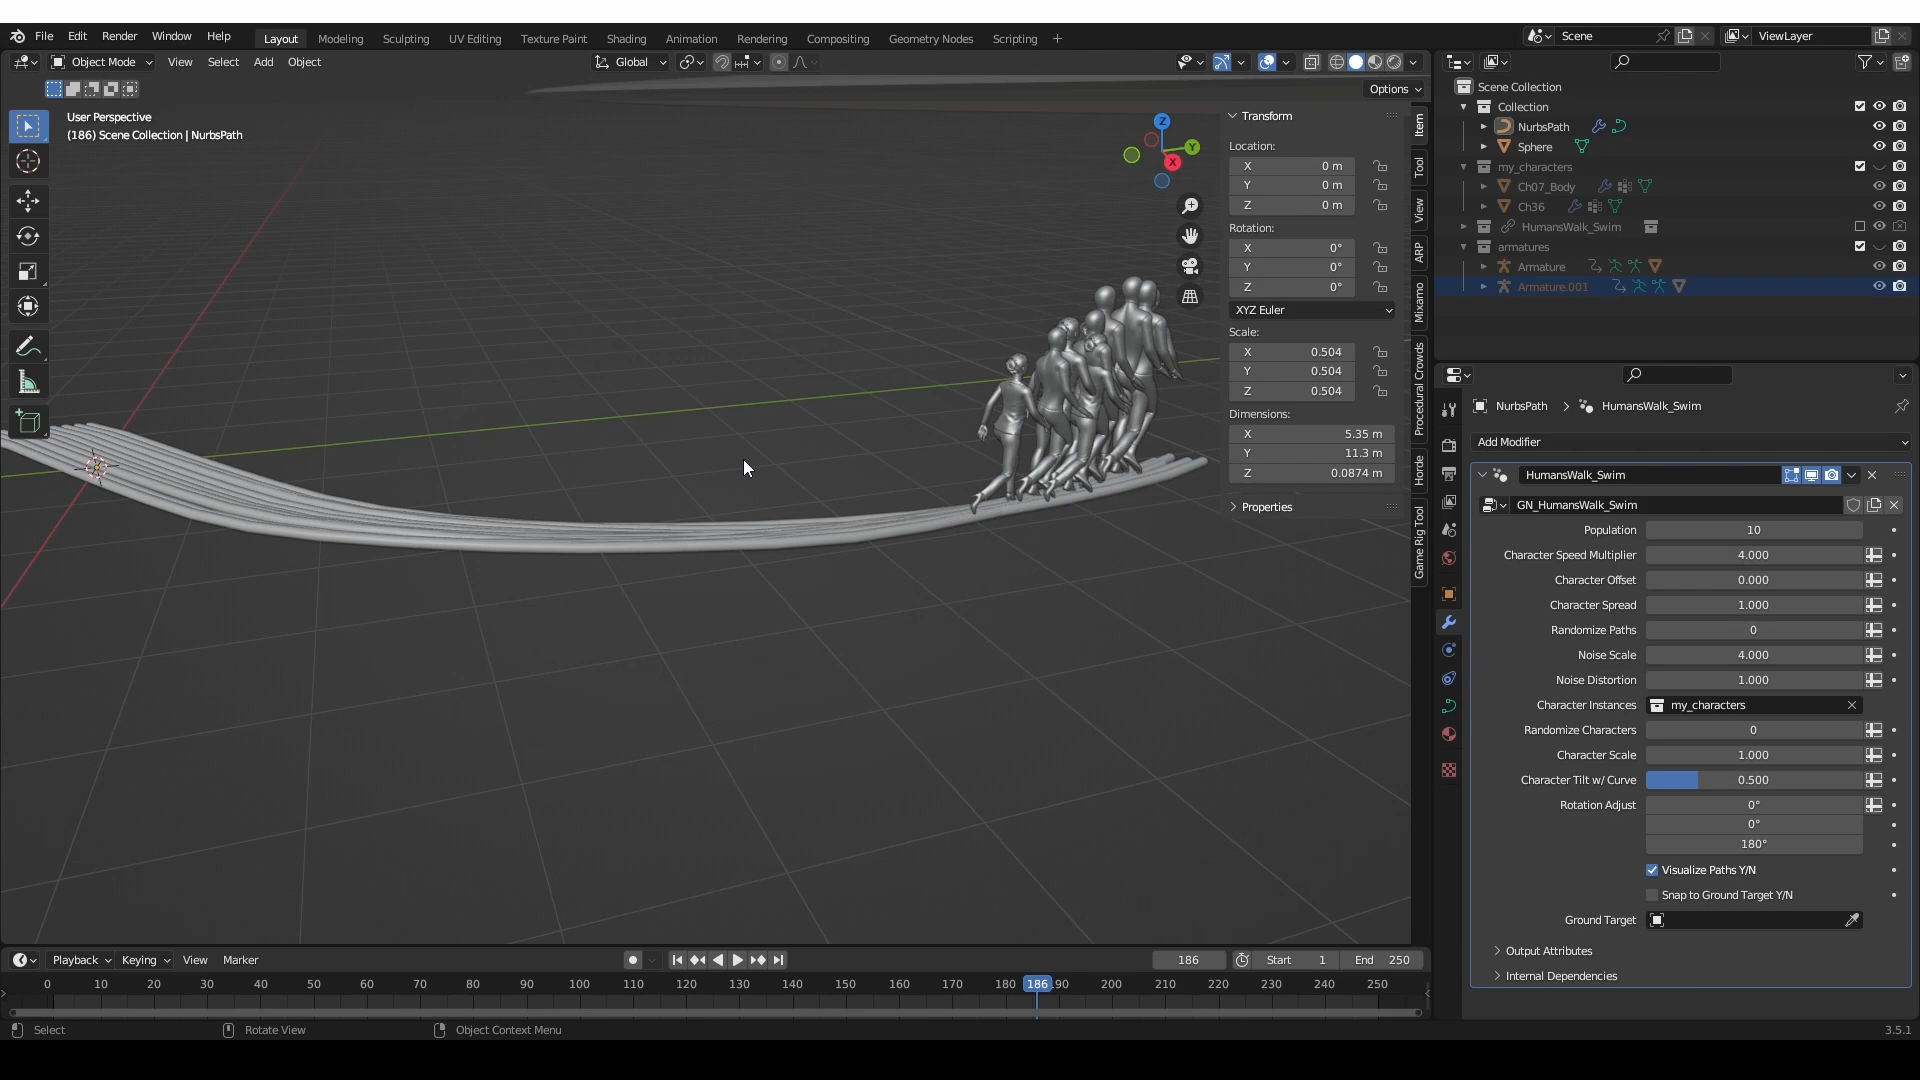 File Edit Render Window Help Layout Modeling Sculpting UV Editing Texture Paint Shading Animation Rendering Compositing Geometry Nodes Scripting + Scene ViewLayer
Object Mode View Select Add Object Global
Options
User Perspective
(186) Scene Collection | NurbsPath
Z
Y
X
Transform
Location:
X 0 m
Y 0 m
Z 0 m
Rotation:
X 0°
Y 0°
Z 0°
XYZ Euler
Scale:
X 0.504
Y 0.504
Z 0.504
Dimensions:
X 5.35 m
Y 11.3 m
Z 0.0874 m
Properties
Item
Tool
View
ARP
Mixamo
Procedural Crowds
Horde
Game Rig Tool
Scene Collection
Collection
NurbsPath
Sphere
my_characters
Ch07_Body
Ch36
HumansWalk_Swim
armatures
Armature
Armature.001
NurbsPath > HumansWalk_Swim
Add Modifier
HumansWalk_Swim
GN_HumansWalk_Swim
Population 10
Character Speed Multiplier 4.000
Character Offset 0.000
Character Spread 1.000
Randomize Paths 0
Noise Scale 4.000
Noise Distortion 1.000
Character Instances my_characters
Randomize Characters 0
Character Scale 1.000
Character Tilt w/ Curve 0.500
Rotation Adjust 0°
0°
180°
Visualize Paths Y/N
Snap to Ground Target Y/N
Ground Target
Output Attributes
Internal Dependencies
Playback Keying View Marker 186 Start 1 End 250
0 10 20 30 40 50 60 70 80 90 100 110 120 130 140 150 160 170 180 186 190 200 210 220 230 240 250
Select Rotate View Object Context Menu 3.5.1